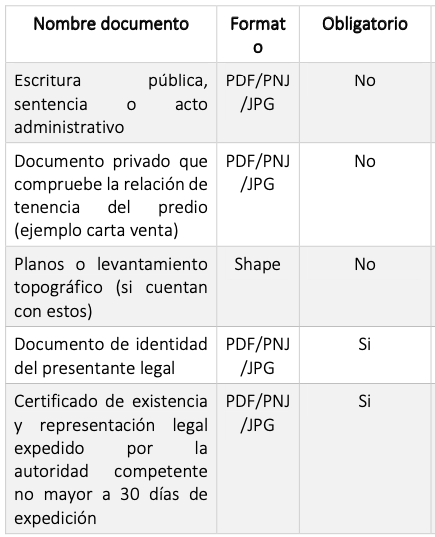 Nombre documento
Format
o
Obligatorio
Escritura pública,
sentencia o acto
administrativo
PDF/PNJ
/JPG
No
Documento privado que
compruebe la relación de
tenencia del predio
(ejemplo carta venta)
PDF/PNJ
/JPG
No
Planos o levantamiento
topográfico (si cuentan
con estos)
Shape
No
Documento de identidad
del presentante legal
PDF/PNJ
/JPG
Si
Certificado de existencia
y representación legal
expedido por la
autoridad competente
no mayor a 30 días de
expedición
PDF/PNJ
/JPG
Si